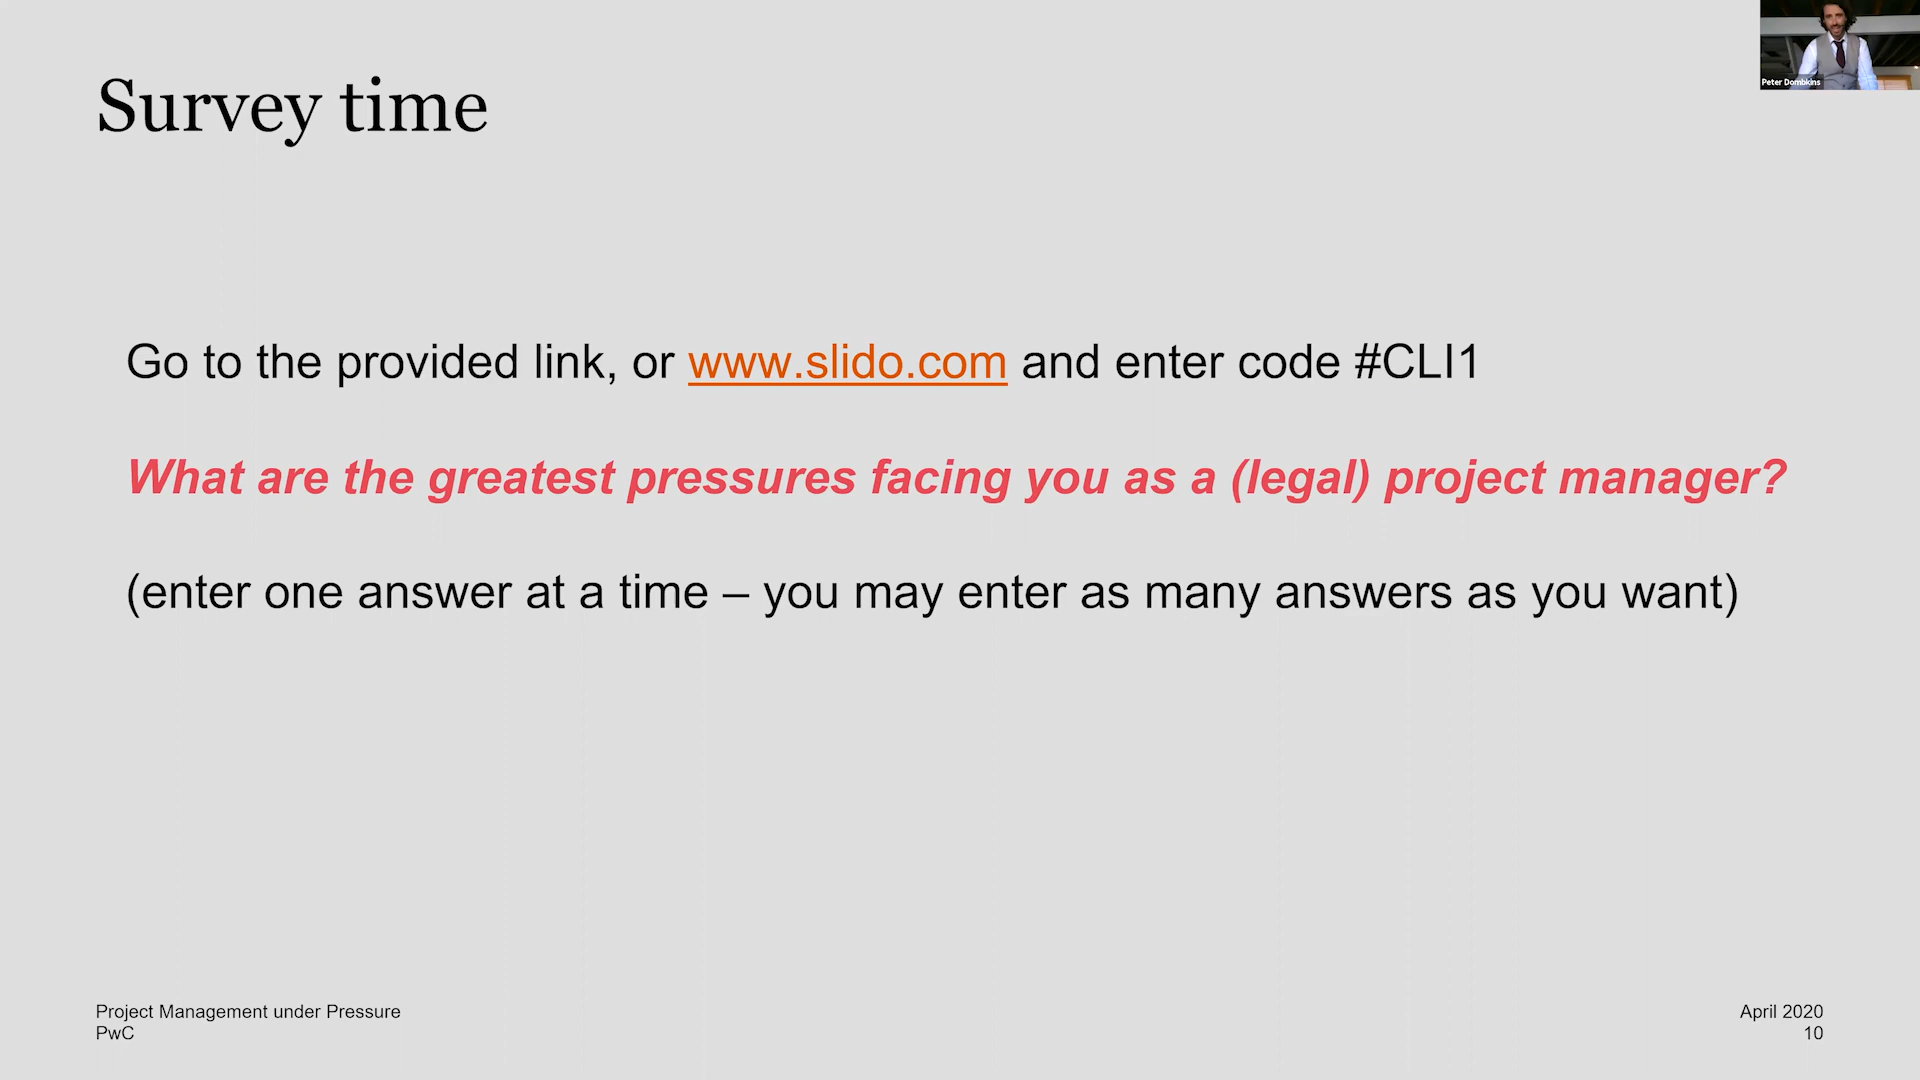 Survey time
Peter Dombkins
Go to the provided link, or www.slido.com and enter code #CLI1
What are the greatest pressures facing you as a (legal) project manager?
(enter one answer at a time – you may enter as many answers as you want)
Project Management under Pressure
PwC
April 2020
10